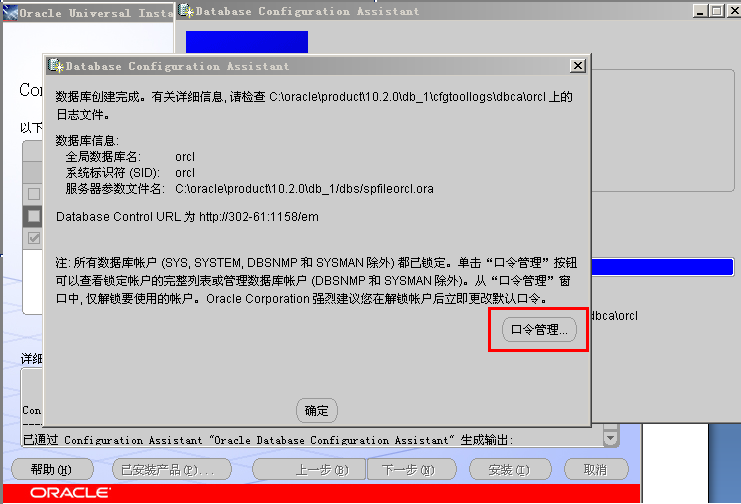 Oracle Universal Insta
Database Configuration Assistant
Database Configuration Assistant
数据库创建完成。有关详细信息, 请检查 C:\oracle\product\10.2.0\db_1\cfgtoollogs\dbca\orcl 上的
日志文件。
数据库信息:
全局数据库名: orcl
系统标识符 (SID): orcl
服务器参数文件名: C:\oracle\product\10.2.0\db_1/dbs/spfileorcl.ora
Database Control URL 为 http://302-61:1158/em
注: 所有数据库帐户 (SYS, SYSTEM, DBSNMP 和 SYSMAN 除外) 都已锁定。单击“口令管理”按钮
可以查看锁定帐户的完整列表或管理数据库帐户 (DBSNMP 和 SYSMAN 除外)。从“口令管理”窗
口中, 仅解锁要使用的帐户。Oracle Corporation 强烈建议您在解锁帐户后立即更改默认口令。
口令管理...
确定
Con
以下
dbca\orcl
详细
Con
已通过 Configuration Assistant "Oracle Database Configuration Assistant" 生成输出:
帮助(H)
已安装产品(P)...
上一步(B)
下一步(N)
安装(I)
取消
ORACLE